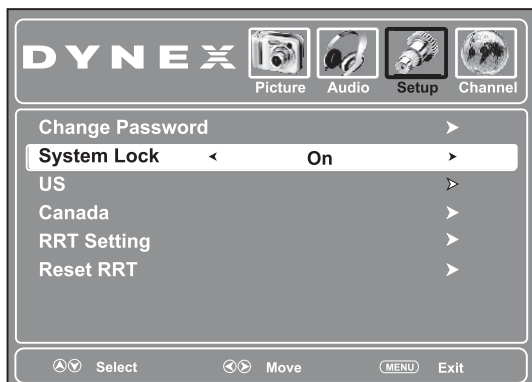 DYNEX
Picture Audio Setup Channel
Change Password
System Lock On
US
Canada
RRT Setting
Reset RRT
Select Move MENU Exit